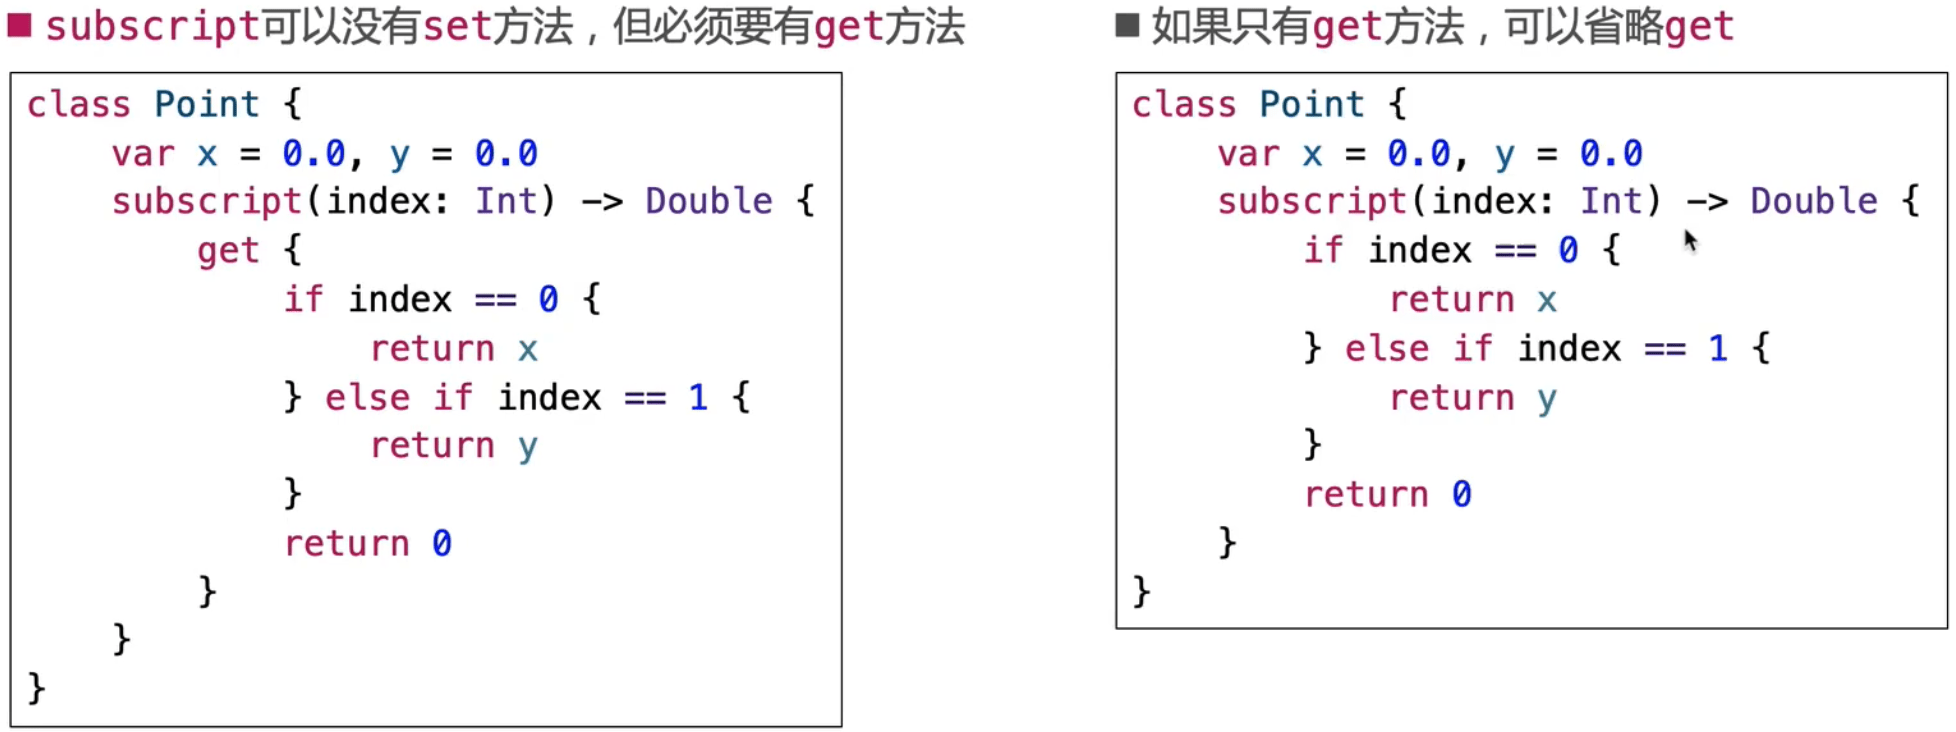 subscript可以没有set方法，但必须要有get方法
class Point {
    var x = 0.0, y = 0.0
    subscript(index: Int) -> Double {
        get {
            if index == 0 {
                return x
            } else if index == 1 {
                return y
            }
            return 0
        }
    }
}
如果只有get方法，可以省略get
class Point {
    var x = 0.0, y = 0.0
    subscript(index: Int) -> Double {
        if index == 0 {
            return x
        } else if index == 1 {
            return y
        }
        return 0
    }
}